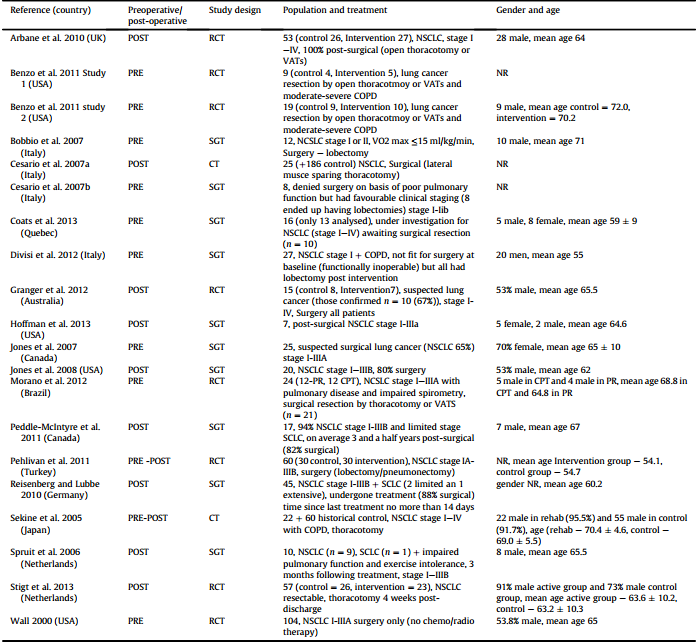 Reference (country) Preoperative/ Study design Population and treatment Gender and age
post-operative
Arbane et al. 2010 (UK) POST RCT 53 (control 26, Intervention 27), NSCLC, stage I 28 male, mean age 64
−IV, 100% post-surgical (open thoracotomy or
VATs)
Benzo et al. 2011 Study PRE RCT 9 (control 4, Intervention 5), lung cancer NR
1 (USA) resection by open thoracotmoy or VATs and
moderate-severe COPD
Benzo et al. 2011 study PRE RCT 19 (control 9, Intervention 10), lung cancer 9 male, mean age control = 72.0,
2 (USA) resection by open thoracotmoy or VATs and intervention = 70.2
moderate-severe COPD
Bobbio et al. 2007 PRE SGT 12, NCSLC stage I or II, VO2 max ≤15 ml/kg/min, 10 male, mean age 71
(Italy) Surgery − lobectomy
Cesario et al. 2007a POST CT 25 (+186 control) NSCLC, Surgical (lateral NR
(Italy) musce sparing thoracotomy)
Cesario et al. 2007b PRE SGT 8, denied surgery on basis of poor pulmonary NR
(Italy) function but had favourable clinical staging (8
ended up having lobectomies) stage I-Iib
Coats et al. 2013 PRE SGT 16 (only 13 analysed), under investigation for 5 male, 8 female, mean age 59 ± 9
(Quebec) NSCLC (stage I−IV) awaiting surgical resection
(n = 10)
Divisi et al. 2012 (Italy) PRE SGT 27, NSCLC stage I + COPD, not fit for surgery at 20 men, mean age 55
baseline (functionally inoperable) but all had
lobectomy post intervention
Granger et al. 2012 POST RCT 15 (control 8, Intervention7), suspected lung 53% male, mean age 65.5
(Australia) cancer (those confirmed n = 10 (67%)), stage I-
IV, Surgery all patients
Hoffman et al. 2013 POST SGT 7, post-surgical NSCLC stage I-IIIa 5 female, 2 male, mean age 64.6
(USA)
Jones et al. 2007 PRE SGT 25, suspected surgical lung cancer (NSCLC 65%) 70% female, mean age 65 ± 10
(Canada) stage I-IIIA
Jones et al. 2008 (USA) POST SGT 20, NSCLC stage I−IIIB, 80% surgery 53% male, mean age 62
Morano et al. 2012 PRE RCT 24 (12-PR, 12 CPT), NCSLC stage I−IIIA with 5 male in CPT and 4 male in PR, mean age 68.8 in
(Brazil) pulmonary disease and impaired spirometry, CPT and 64.8 in PR
surgical resection by thoracotomy or VATS
(n = 21)
Peddle-McIntyre et al. POST SGT 17, 94% NSCLC stage I-IIIB and limited stage 7 male, mean age 67
2011 (Canada) SCLC, on average 3 and a half years post-surgical
(82% surgical)
Pehlivan et al. 2011 PRE -POST RCT 60 (30 control, 30 intervention), NSCLC stage IA- NR, mean age Intervention group − 54.1,
(Turkey) IIIB, surgery (lobectomy/pneumonectomy) control group − 54.7
Reisenberg and Lubbe POST SGT 45, NSCLC stage I-IIIB + SCLC (2 limited an 1 gender NR, mean age 60.2
2010 (Germany) extensive), undergone treatment (88% surgical)
time since last treatment no more than 14 days
Sekine et al. 2005 PRE-POST CT 22 + 60 historical control, NSCLC stage I−IV 22 male in rehab (95.5%) and 55 male in control
(Japan) with COPD, thoracotomy (91.7%), age (rehab − 70.4 ± 4.6, control −
69.0 ± 5.5)
Spruit et al. 2006 POST SGT 10, NSCLC (n = 9), SCLC (n = 1) + impaired 8 male, mean age 65.5
(Netherlands) pulmonary function and exercise intolerance, 3
months following treatment, stage I−IIIB
Stigt et al. 2013 POST RCT 57 (control = 26, intervention = 23), NSCLC 91% male active group and 73% male control
(Netherlands) resectable, thoracotomy 4 weeks post- group, mean age active group − 63.6 ± 10.2,
discharge control − 63.2 ± 10.3
Wall 2000 (USA) PRE RCT 104, NSCLC I-IIIA surgery only (no chemo/radio 53.8% male, mean age 65
therapy)